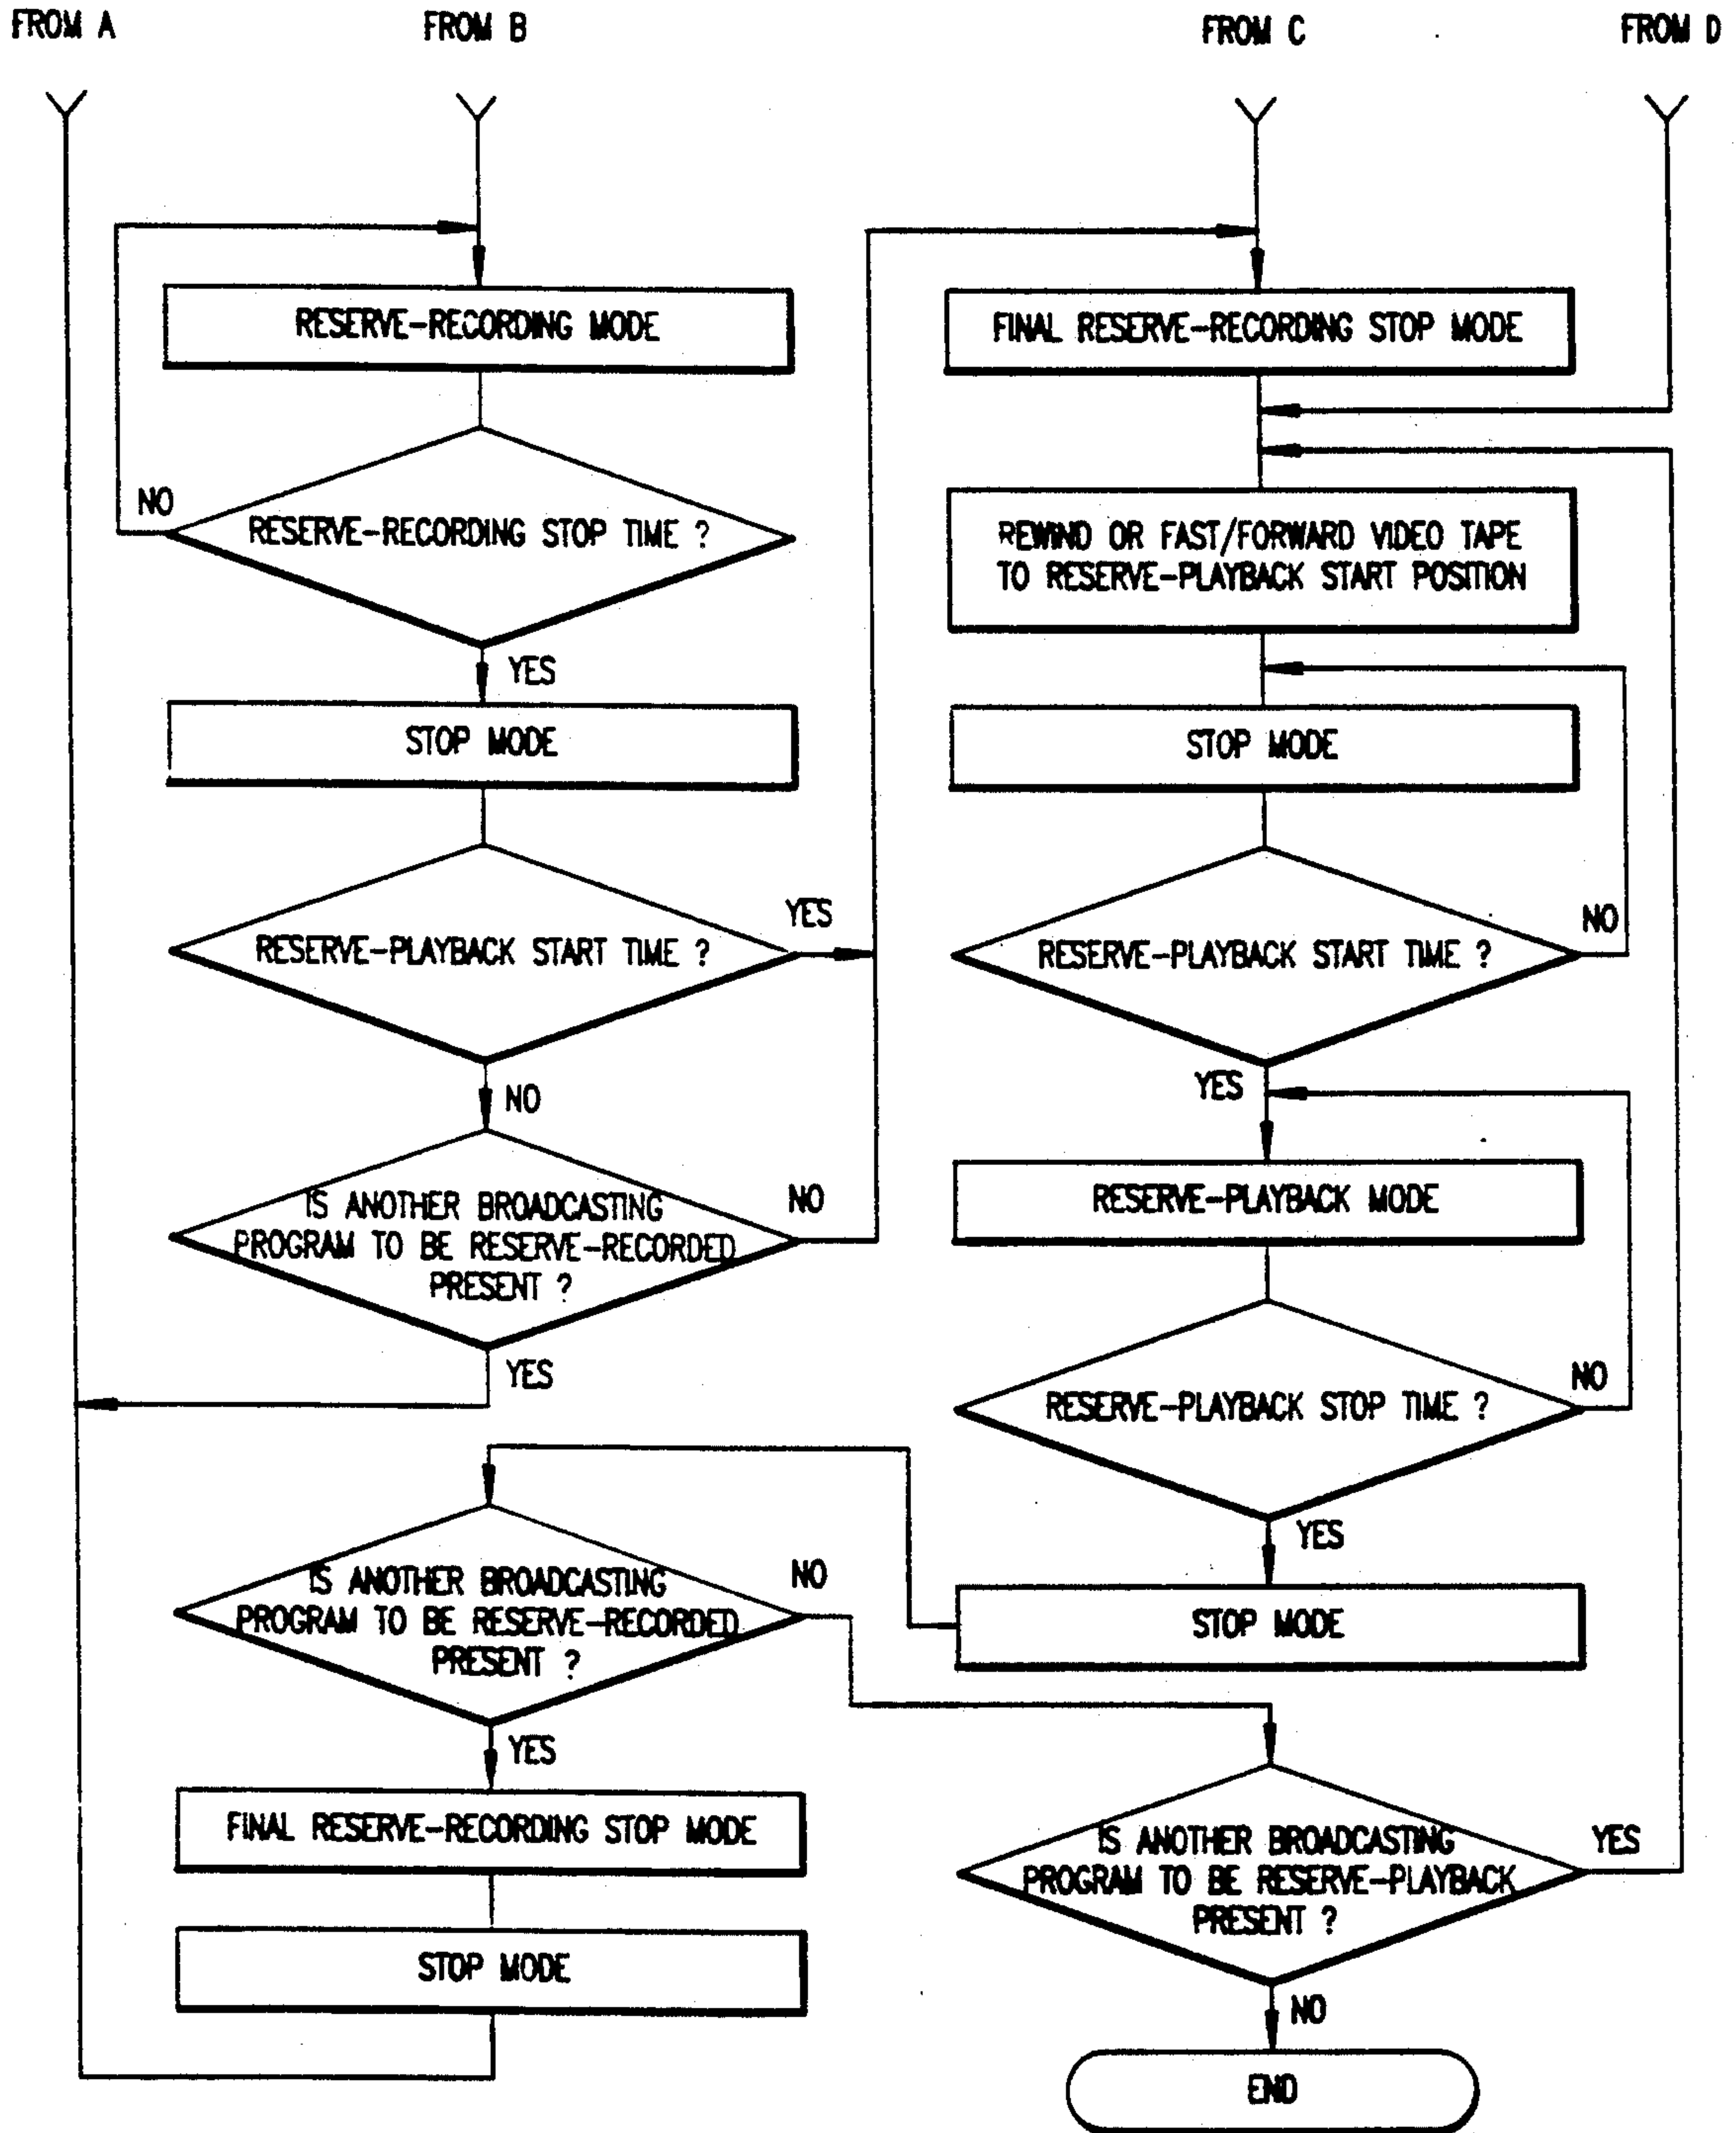 FROM A
FROM B
FROM C
FROM D
RESERVE-RECORDING MODE
NO
RESERVE-RECORDING STOP TIME ?
YES
STOP MODE
YES
RESERVE-PLAYBACK START TIME ?
NO
IS ANOTHER BROADCASTING
PROGRAM TO BE RESERVE-RECORDED
PRESENT ?
NO
YES
FINAL RESERVE-RECORDING STOP MODE
REWIND OR FAST/FORWARD VIDEO TAPE
TO RESERVE-PLAYBACK START POSITION
STOP MODE
NO
RESERVE-PLAYBACK START TIME ?
YES
RESERVE-PLAYBACK MODE
NO
RESERVE-PLAYBACK STOP TIME ?
YES
STOP MODE
IS ANOTHER BROADCASTING
PROGRAM TO BE RESERVE-RECORDED
PRESENT ?
NO
YES
FINAL RESERVE-RECORDING STOP MODE
STOP MODE
IS ANOTHER BROADCASTING
PROGRAM TO BE RESERVE-PLAYBACK
PRESENT ?
YES
NO
END